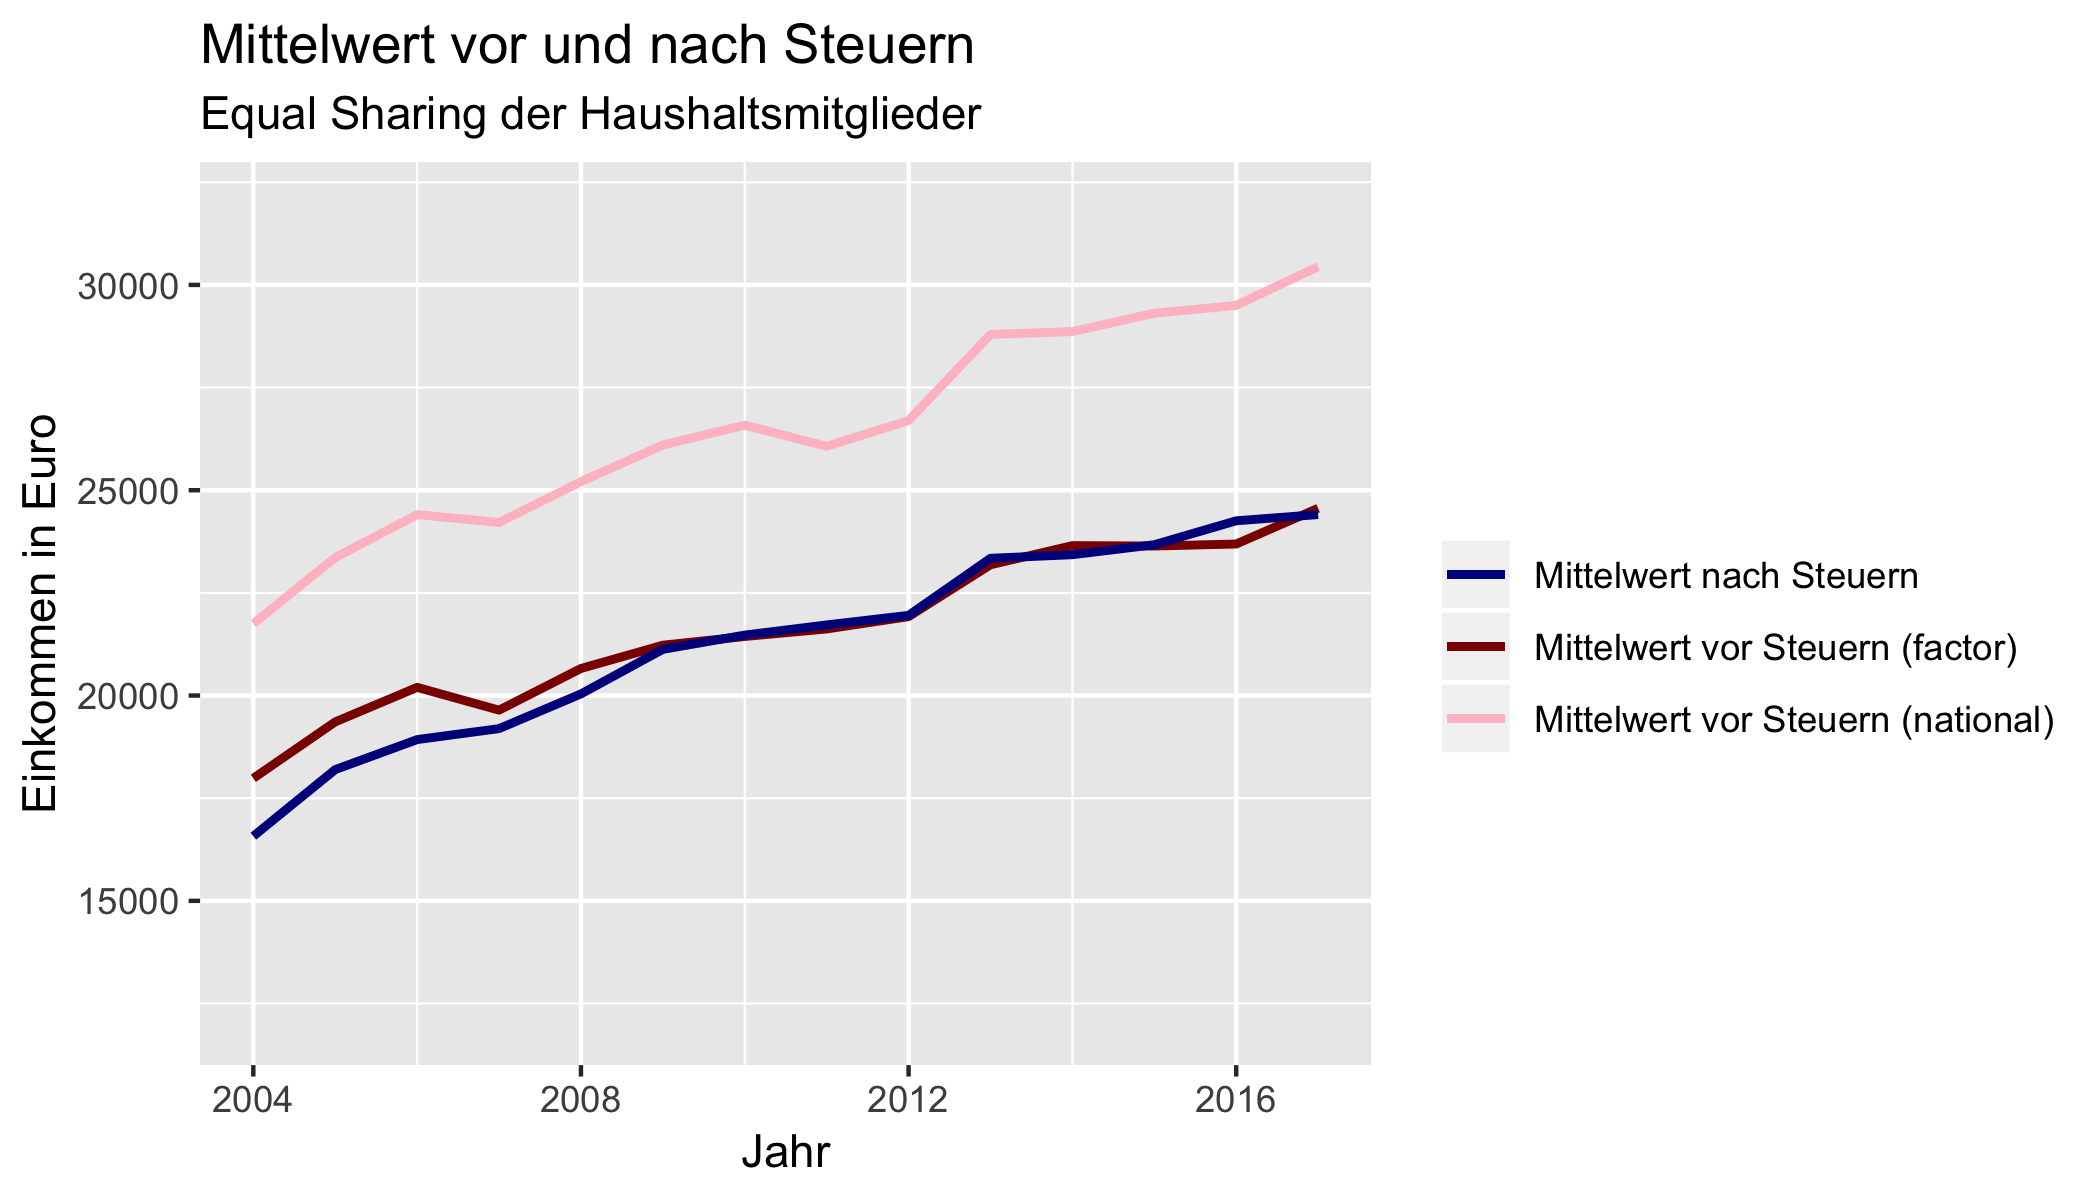 Mittelwert vor und nach Steuern
Equal Sharing der Haushaltsmitglieder
Einkommen in Euro
30000
25000
20000
15000
2004
2008
2012
2016
Jahr
Mittelwert nach Steuern
Mittelwert vor Steuern (factor)
Mittelwert vor Steuern (national)